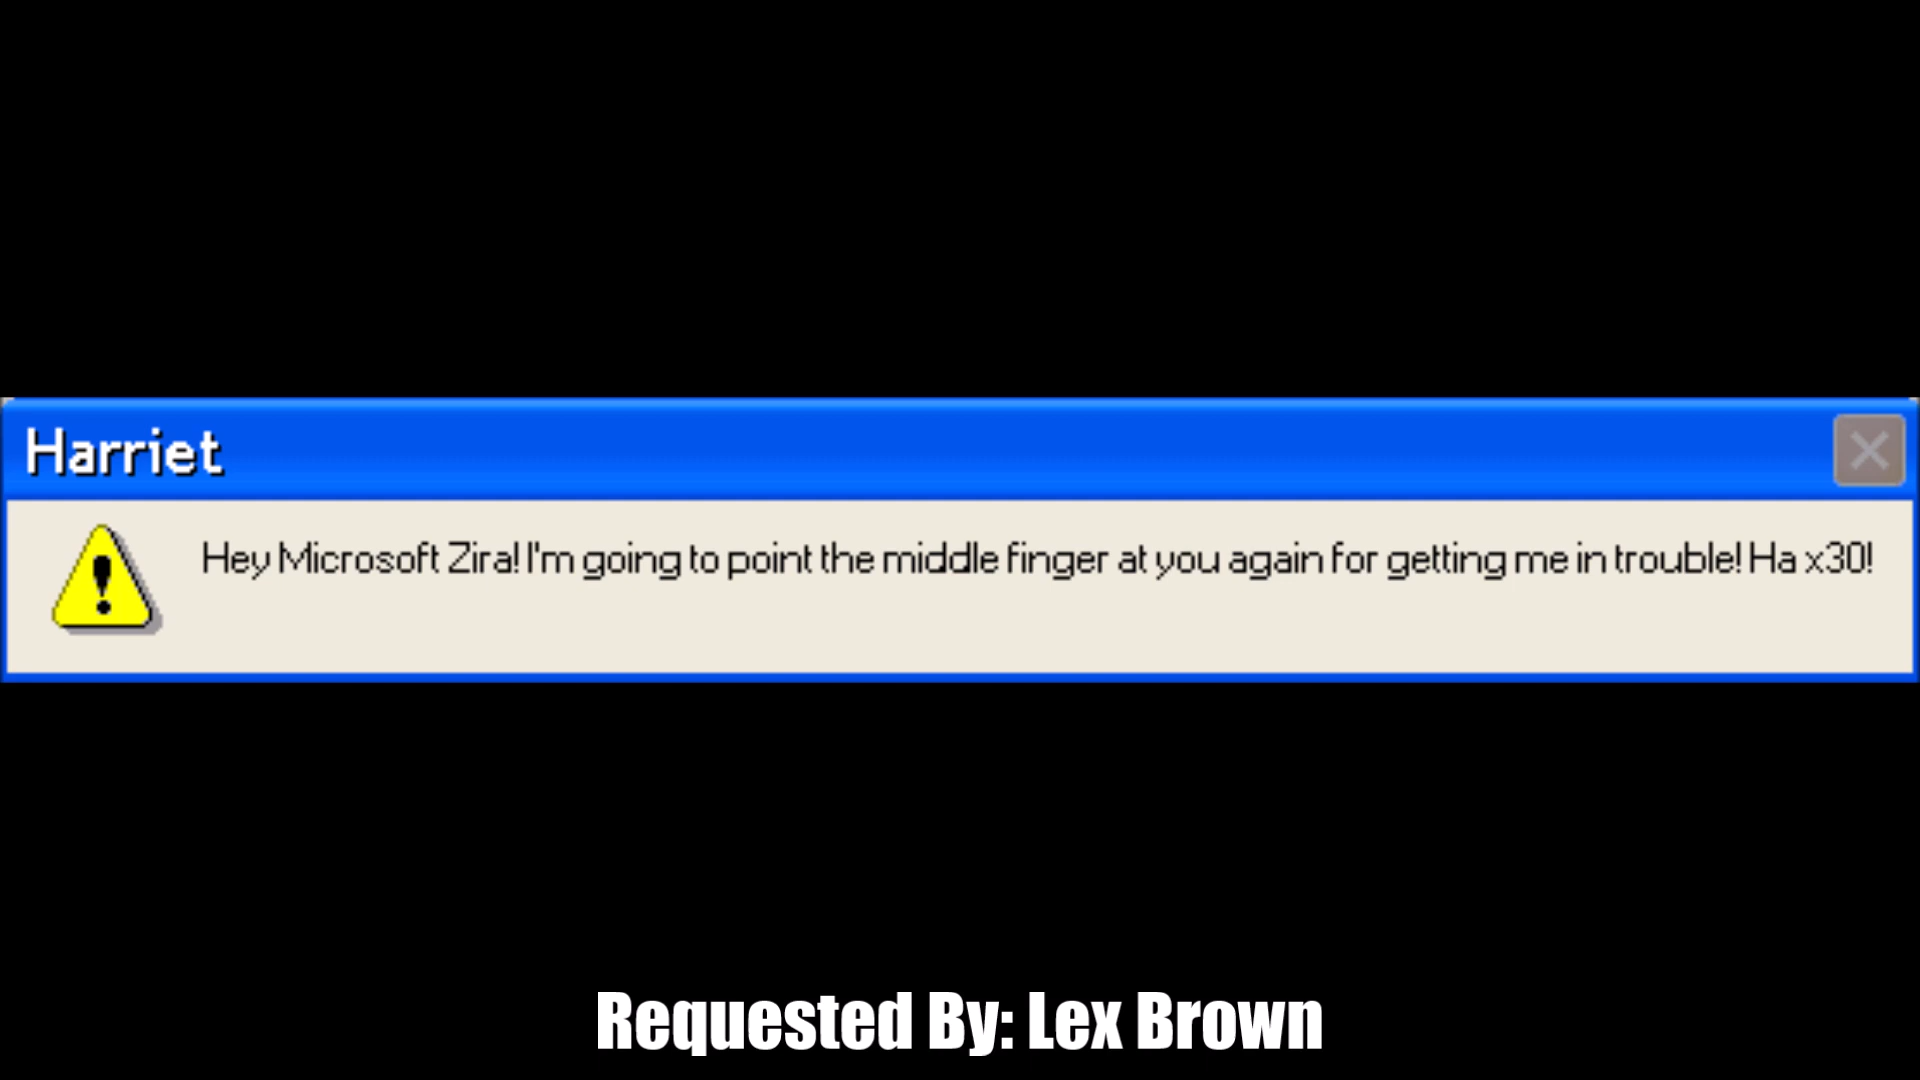 Harriet
Hey Microsoft Zira! I'm going to point the middle finger at you again for getting me in trouble! Ha x30!
Requested By: Lex Brown